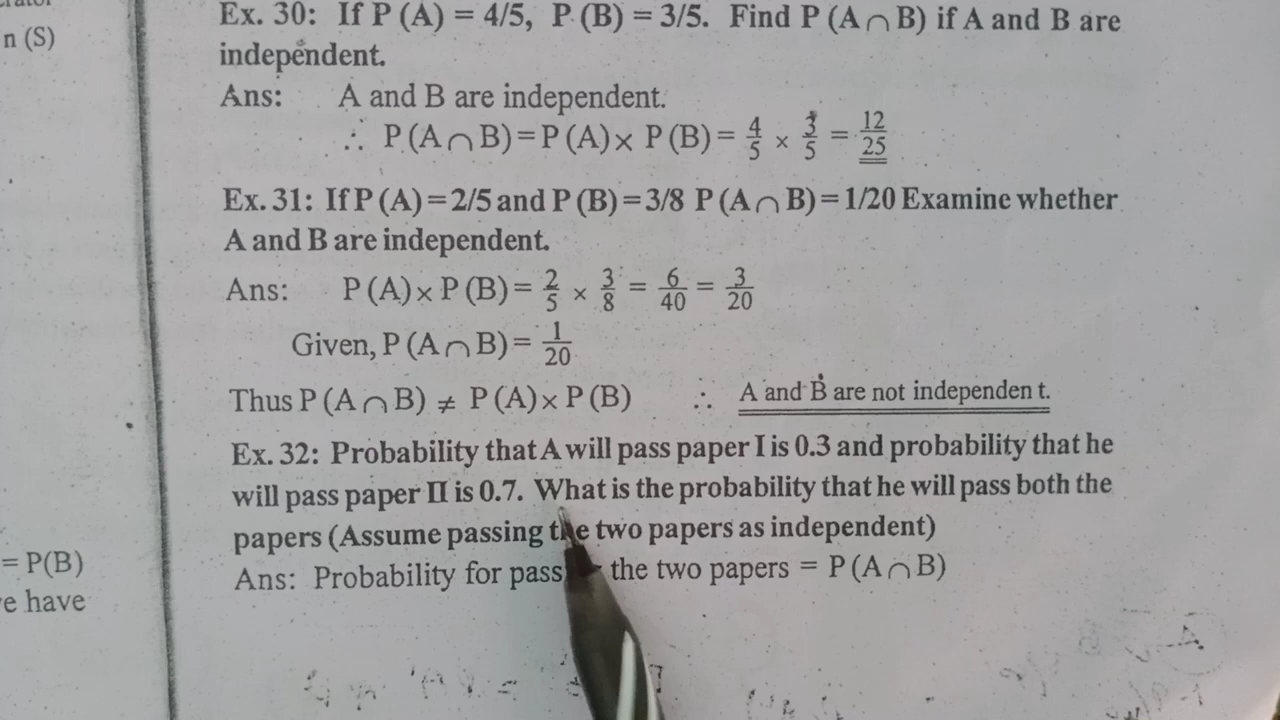 n (S)
= P(B)
e have
Ex. 30: If P (A) = 4/5, P (B) = 3/5. Find P (A ∩ B) if A and B are
independent.
Ans: A and B are independent.
∴ P (A ∩ B) = P (A) × P (B) = 4/5 × 3/5 = 12/25
Ex. 31: If P (A) = 2/5 and P (B) = 3/8 P (A ∩ B) = 1/20 Examine whether
A and B are independent.
Ans: P (A) × P (B) = 2/5 × 3/8 = 6/40 = 3/20
Given, P (A ∩ B) = 1/20
Thus P (A ∩ B) ≠ P (A) × P (B) ∴ A and B are not independen t.
Ex. 32: Probability that A will pass paper I is 0.3 and probability that he
will pass paper II is 0.7. What is the probability that he will pass both the
papers (Assume passing the two papers as independent)
Ans: Probability for pass the two papers = P (A ∩ B)